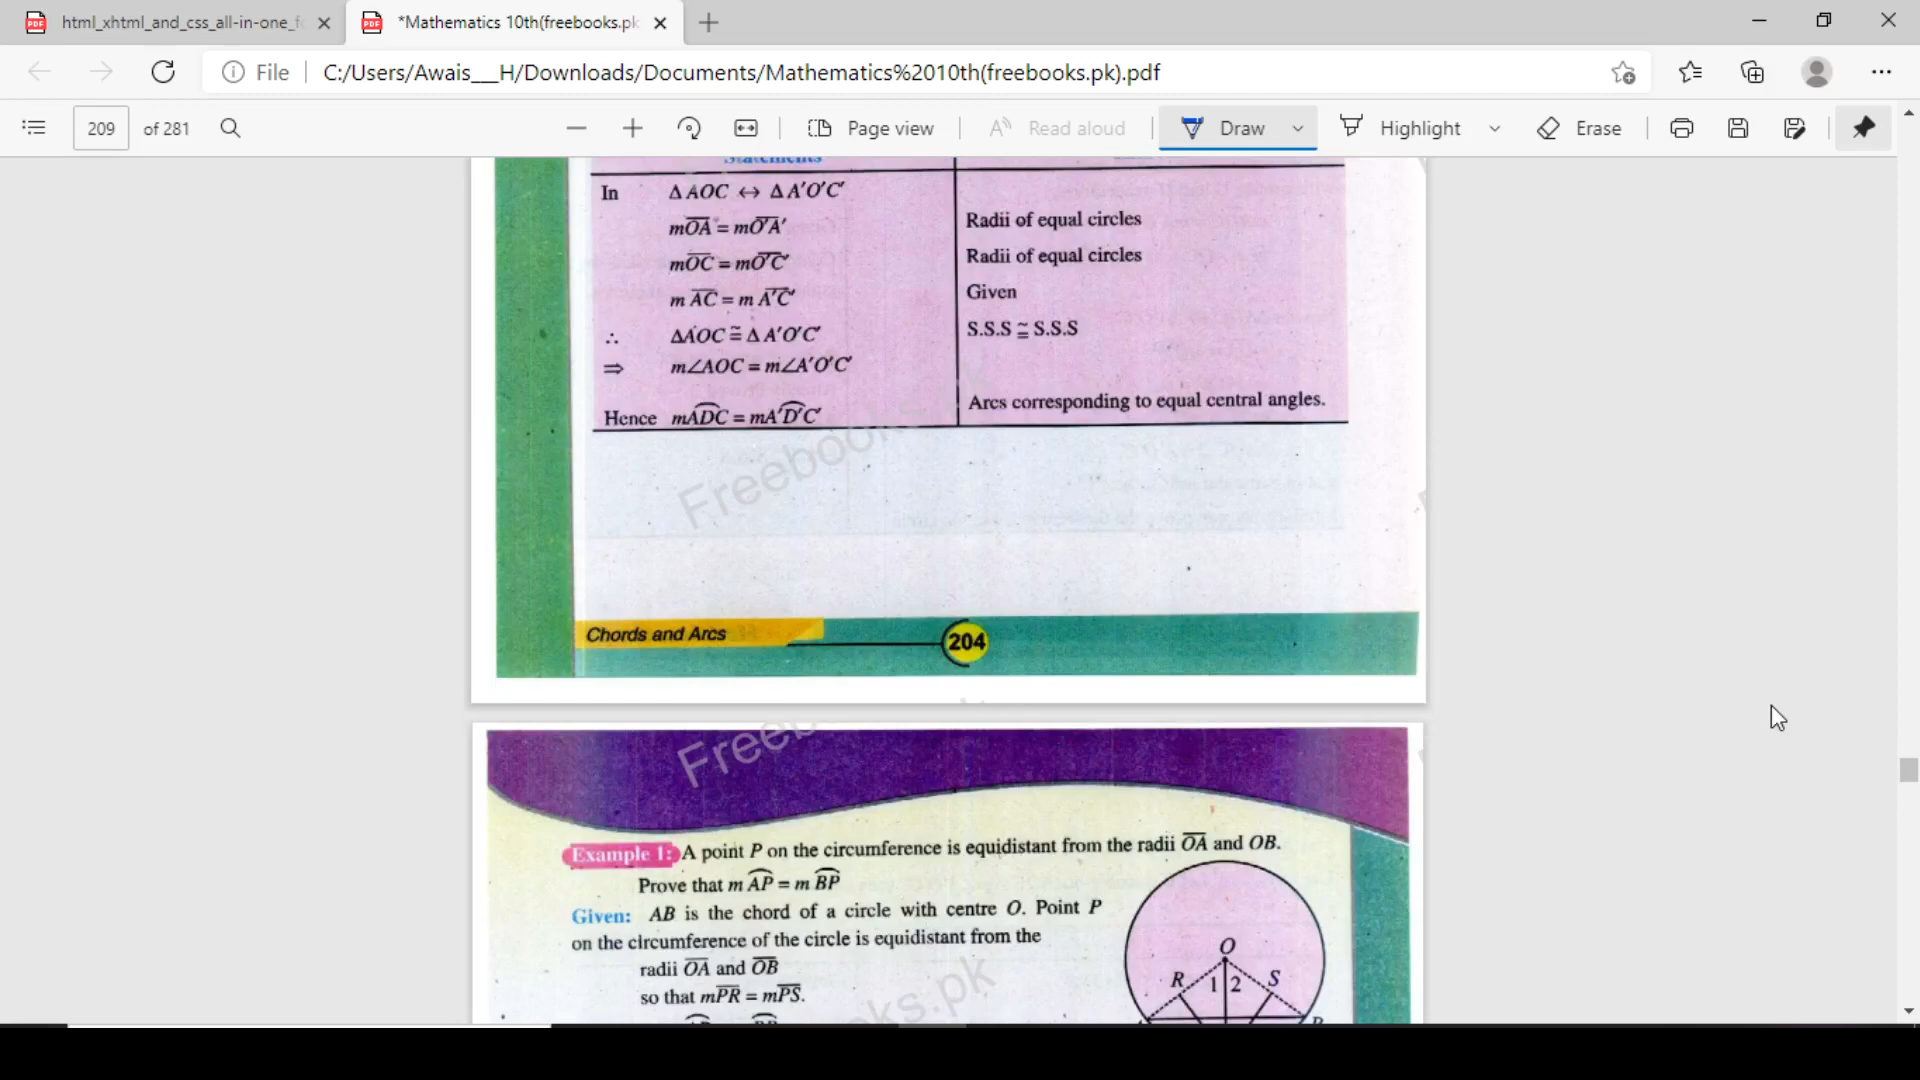 html_xhtml_and_css_all-in-one_f
*Mathematics 10th(freebooks.pk
File
C:/Users/Awais___H/Downloads/Documents/Mathematics%2010th(freebooks.pk).pdf
209 of 281
Page view
Read aloud
Draw
Highlight
Erase
Statements
In Δ AOC ↔ Δ A′O′C′
mOA = mO′A′ Radii of equal circles
mOC = mO′C′ Radii of equal circles
m AC = m A′C′ Given
∴ ΔAOC ≅ Δ A′O′C′ S.S.S ≅ S.S.S
⇒ m∠AOC = m∠A′O′C′
Hence mADC = mA′D′C′ Arcs corresponding to equal central angles.
Chords and Arcs
204
Example 1: A point P on the circumference is equidistant from the radii OA and OB.
Prove that m AP = m BP
Given: AB is the chord of a circle with centre O. Point P
on the circumference of the circle is equidistant from the
radii OA and OB
so that mPR = mPS.
O
R 1 2 S